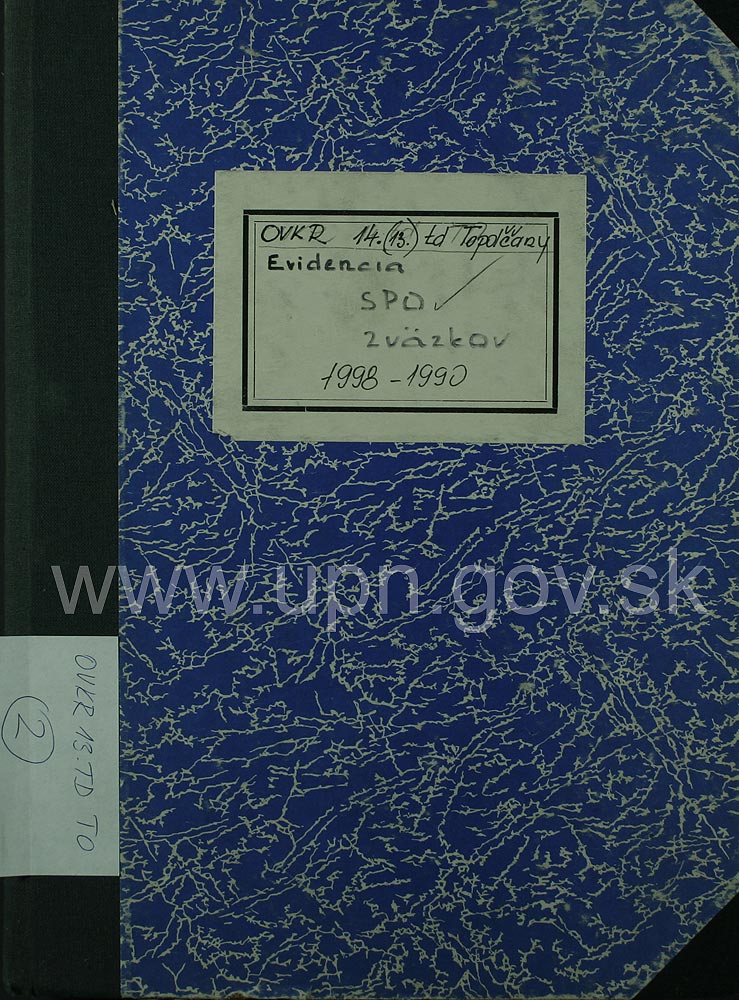 OVKR 14. (13.) td Topoľčany
Evidencia
SPO ✓
zväzkov
1998 - 1990
www.upn.gov.sk
OVKR 13. TD TO
2